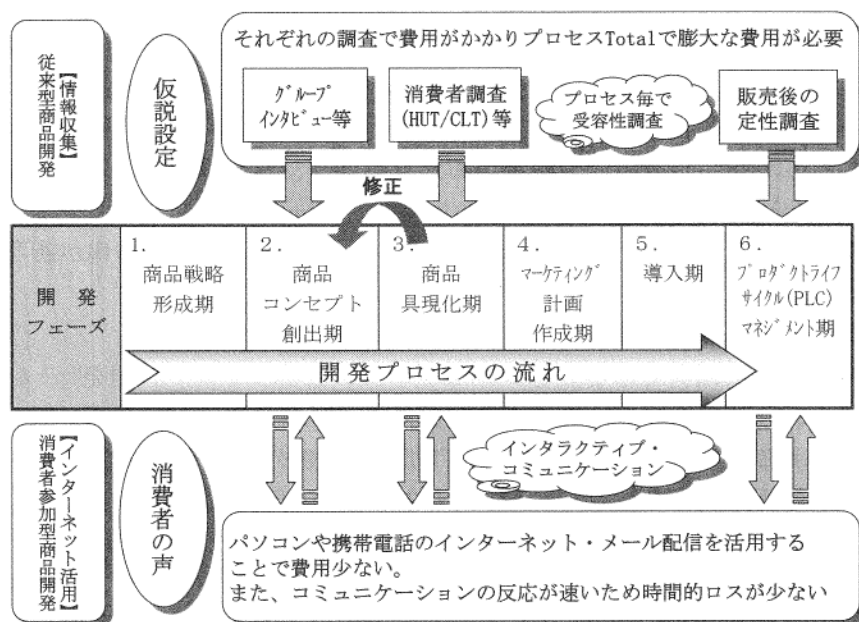 従来型商品開発
【情報収集】
仮説設定
それぞれの調査で費用がかかりプロセスTotalで膨大な費用が必要
グループ
インタビュー等
消費者調査
(HUT/CLT)等
プロセス毎で
受容性調査
販売後の
定性調査
修正
開発
フェーズ
1.
商品戦略
形成期
2.
商品
コンセプト
創出期
3.
商品
具現化期
4.
マーケティング
計画
作成期
5.
導入期
6.
プロダクトライフ
サイクル(PLC)
マネジメント期
開発プロセスの流れ
消費者参加型商品開発
【インターネット活用】
消費者の声
インタラクティブ・
コミュニケーション
パソコンや携帯電話のインターネット・メール配信を活用する
ことで費用少ない。
また、コミュニケーションの反応が速いため時間的ロスが少ない